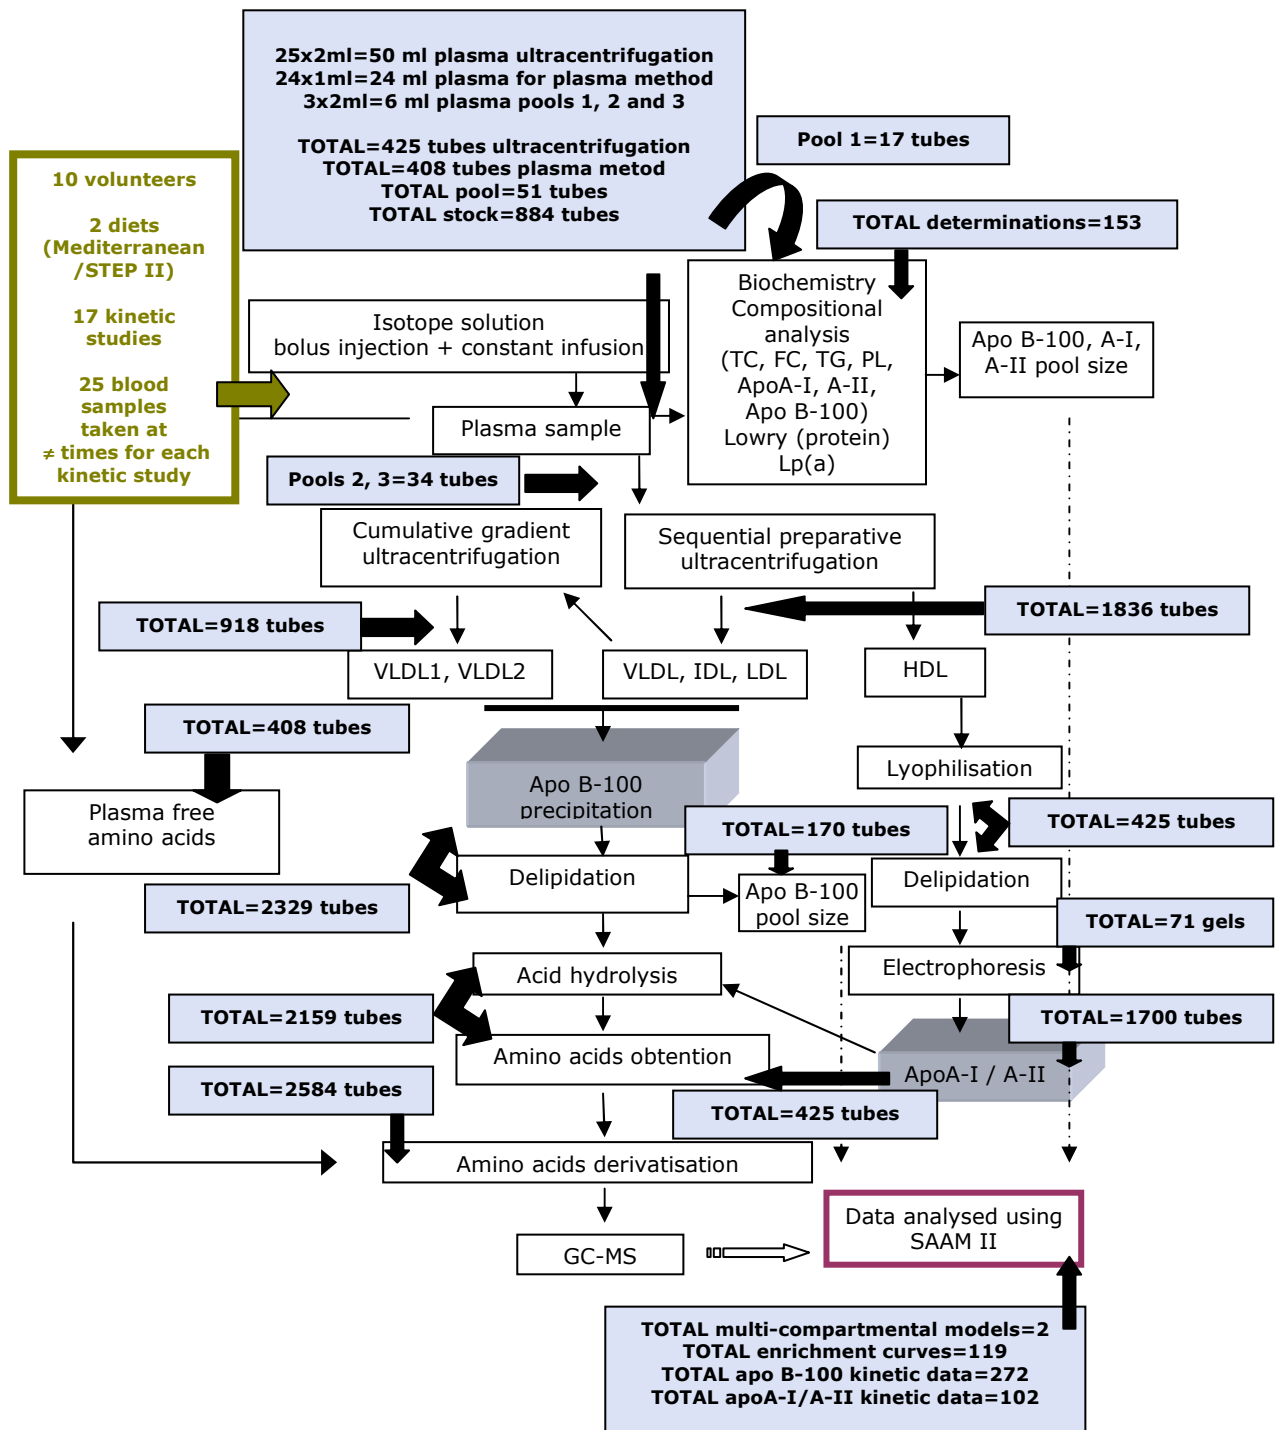 25x2ml=50 ml plasma ultracentrifugation
24x1ml=24 ml plasma for plasma method
3x2ml=6 ml plasma pools 1, 2 and 3
TOTAL=425 tubes ultracentrifugation
TOTAL=408 tubes plasma metod
TOTAL pool=51 tubes
TOTAL stock=884 tubes
Pool 1=17 tubes
10 volunteers
2 diets
(Mediterranean
/STEP II)
17 kinetic
studies
25 blood
samples
taken at
≠ times for each
kinetic study
TOTAL determinations=153
Isotope solution
bolus injection + constant infusion
Biochemistry
Compositional
analysis
(TC, FC, TG, PL,
ApoA-I, A-II,
Apo B-100)
Lowry (protein)
Lp(a)
Apo B-100, A-I,
A-II pool size
Plasma sample
Pools 2, 3=34 tubes
Cumulative gradient
ultracentrifugation
Sequential preparative
ultracentrifugation
TOTAL=918 tubes
TOTAL=1836 tubes
VLDL1, VLDL2
VLDL, IDL, LDL
HDL
TOTAL=408 tubes
Plasma free
amino acids
Apo B-100
precipitation
Lyophilisation
TOTAL=170 tubes
TOTAL=425 tubes
TOTAL=2329 tubes
Delipidation
Apo B-100
pool size
Delipidation
TOTAL=71 gels
Acid hydrolysis
Electrophoresis
TOTAL=2159 tubes
TOTAL=1700 tubes
Amino acids obtention
ApoA-I / A-II
TOTAL=2584 tubes
TOTAL=425 tubes
Amino acids derivatisation
GC-MS
Data analysed using
SAAM II
TOTAL multi-compartmental models=2
TOTAL enrichment curves=119
TOTAL apo B-100 kinetic data=272
TOTAL apoA-I/A-II kinetic data=102